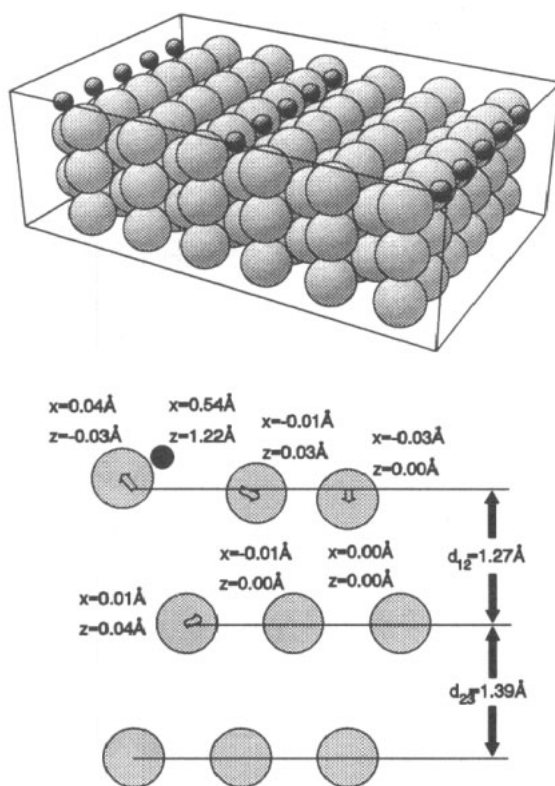 x=0.04Å x=0.54Å
z=-0.03Å z=1.22Å
x=-0.01Å
z=0.03Å
x=-0.03Å
z=0.00Å
d12=1.27Å
x=-0.01Å x=0.00Å
z=0.00Å z=0.00Å
x=0.01Å
z=0.04Å
d23=1.39Å